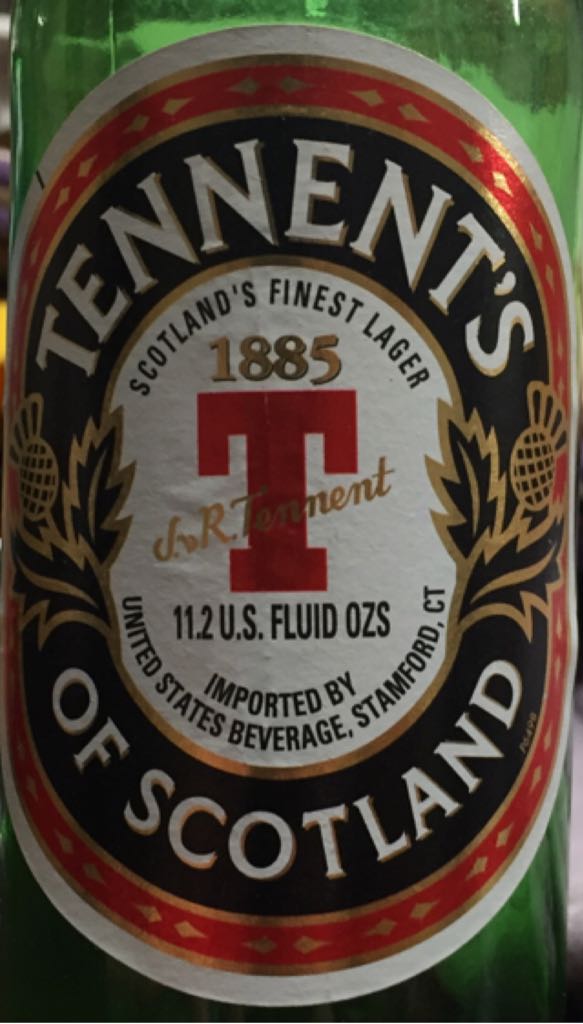 TENNENT'S
SCOTLAND'S FINEST LAGER
1885
T
J.&R. Tennent
11.2 U.S. FLUID OZS
IMPORTED BY
UNITED STATES BEVERAGE, STAMFORD, CT
OF SCOTLAND